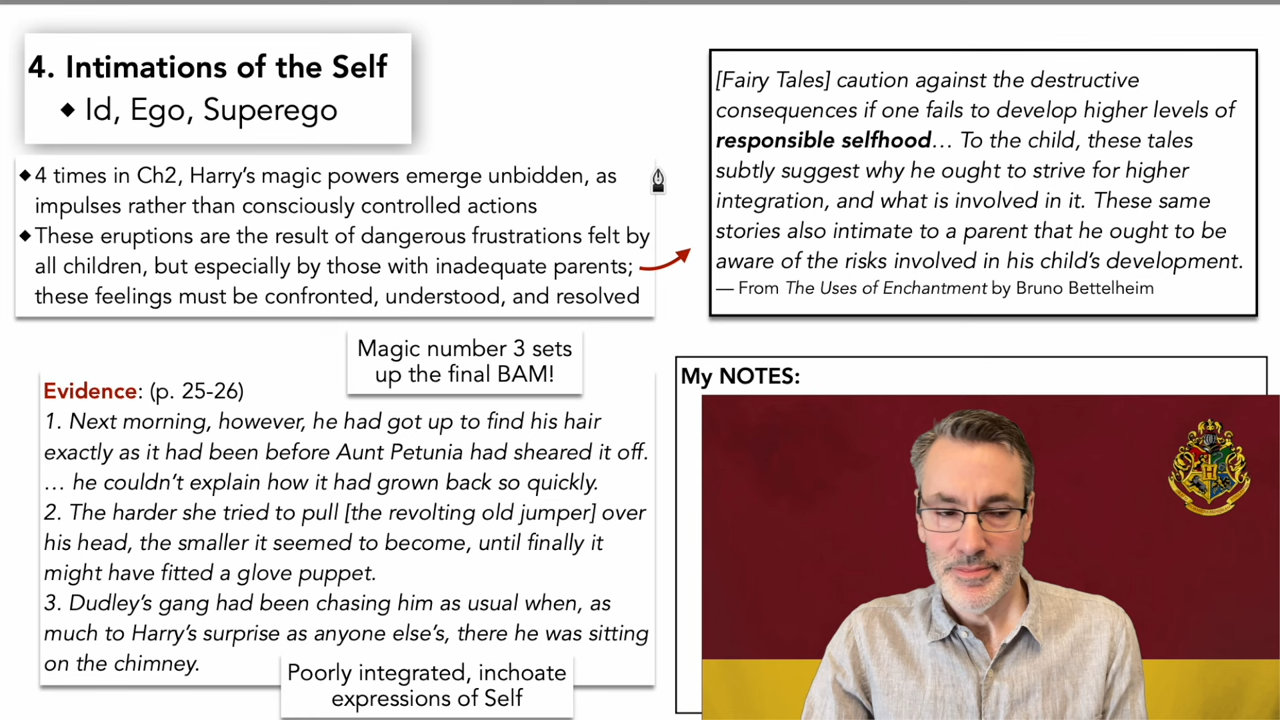 4. Intimations of the Self
◆ Id, Ego, Superego
◆4 times in Ch2, Harry’s magic powers emerge unbidden, as
impulses rather than consciously controlled actions
◆These eruptions are the result of dangerous frustrations felt by
all children, but especially by those with inadequate parents;
these feelings must be confronted, understood, and resolved
[Fairy Tales] caution against the destructive
consequences if one fails to develop higher levels of
responsible selfhood… To the child, these tales
subtly suggest why he ought to strive for higher
integration, and what is involved in it. These same
stories also intimate to a parent that he ought to be
aware of the risks involved in his child’s development.
— From The Uses of Enchantment by Bruno Bettelheim
Magic number 3 sets
up the final BAM!
Evidence: (p. 25-26)
1. Next morning, however, he had got up to find his hair
exactly as it had been before Aunt Petunia had sheared it off.
… he couldn’t explain how it had grown back so quickly.
2. The harder she tried to pull [the revolting old jumper] over
his head, the smaller it seemed to become, until finally it
might have fitted a glove puppet.
3. Dudley’s gang had been chasing him as usual when, as
much to Harry’s surprise as anyone else’s, there he was sitting
on the chimney.
Poorly integrated, inchoate
expressions of Self
My NOTES: